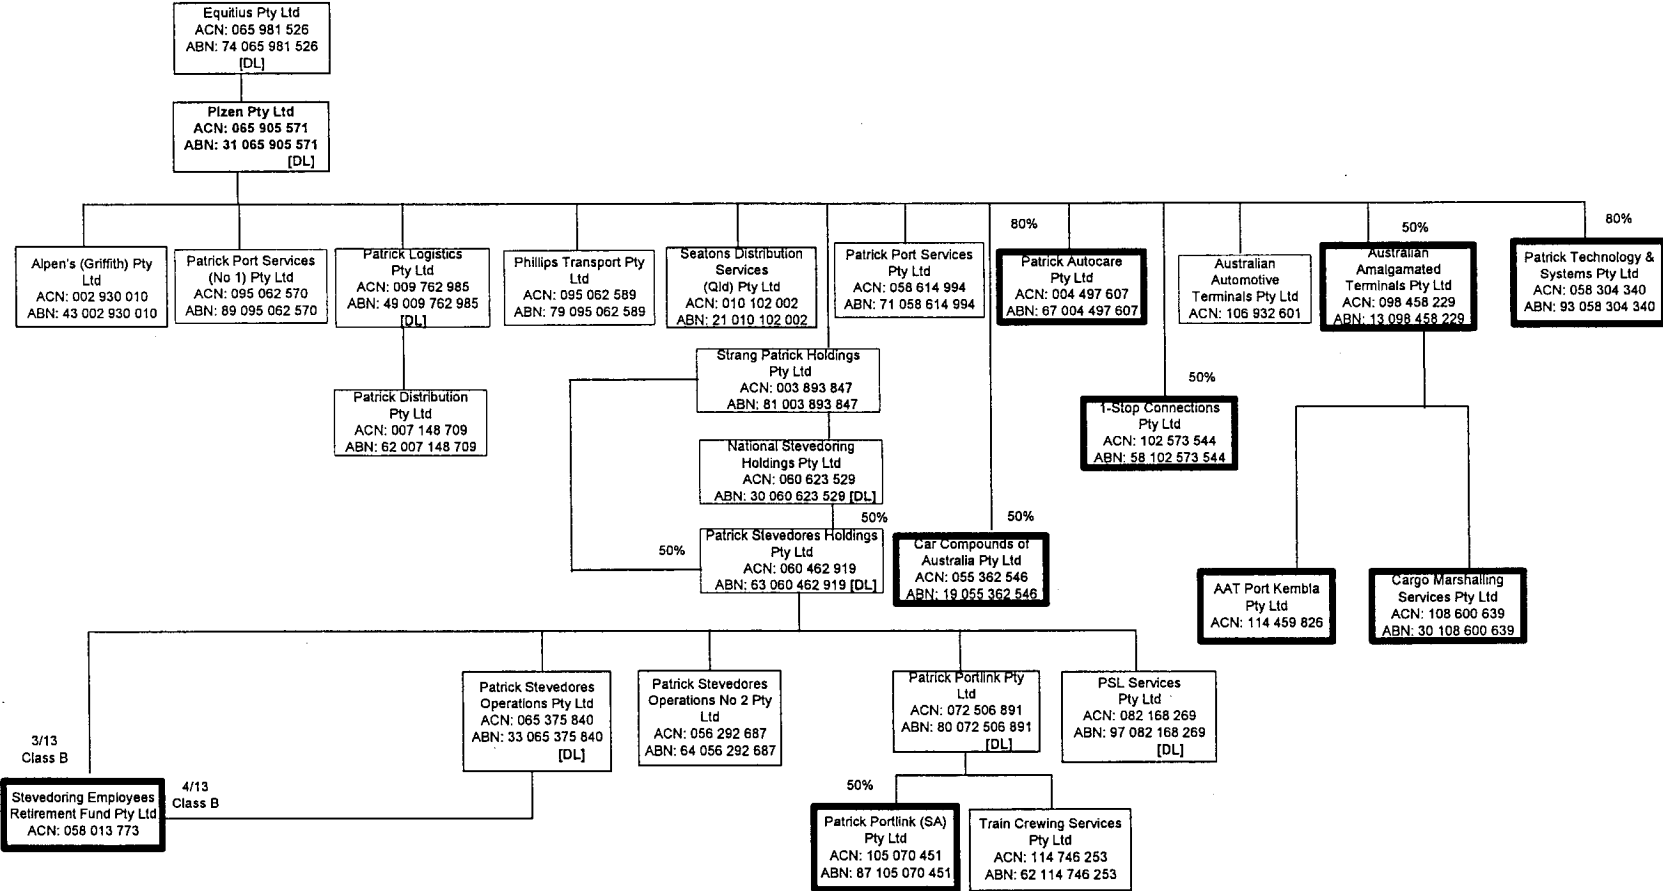 Equitius Pty Ltd
ACN: 065 981 526
ABN: 74 065 981 526
[DL]
Plzen Pty Ltd
ACN: 065 905 571
ABN: 31 065 905 571
[DL]
Alpen's (Griffith) Pty
Ltd
ACN: 002 930 010
ABN: 43 002 930 010
Patrick Port Services
(No 1) Pty Ltd
ACN: 095 062 570
ABN: 89 095 062 570
Patrick Logistics
Pty Ltd
ACN: 009 762 985
ABN: 49 009 762 985
[DL]
Phillips Transport Pty
Ltd
ACN: 095 062 589
ABN: 79 095 062 589
Seatons Distribution
Services
(Qld) Pty Ltd
ACN: 010 102 002
ABN: 21 010 102 002
Patrick Port Services
Pty Ltd
ACN: 058 614 994
ABN: 71 058 614 994
80%
Patrick Autocare
Pty Ltd
ACN: 004 497 607
ABN: 67 004 497 607
Australian
Automotive
Terminals Pty Ltd
ACN: 106 932 601
50%
Australian
Amalgamated
Terminals Pty Ltd
ACN: 098 458 229
ABN: 13 098 458 229
80%
Patrick Technology &
Systems Pty Ltd
ACN: 058 304 340
ABN: 93 058 304 340
Patrick Distribution
Pty Ltd
ACN: 007 148 709
ABN: 62 007 148 709
Strang Patrick Holdings
Pty Ltd
ACN: 003 893 847
ABN: 81 003 893 847
50%
1-Stop Connections
Pty Ltd
ACN: 102 573 544
ABN: 58 102 573 544
National Stevedoring
Holdings Pty Ltd
ACN: 060 623 529
ABN: 30 060 623 529 [DL]
50%
50%
Patrick Stevedores Holdings
Pty Ltd
ACN: 060 462 919
ABN: 63 060 462 919 [DL]
50%
Car Compounds of
Australia Pty Ltd
ACN: 055 362 546
ABN: 19 055 362 546
AAT Port Kembla
Pty Ltd
ACN: 114 459 826
Cargo Marshalling
Services Pty Ltd
ACN: 108 600 639
ABN: 30 108 600 639
Patrick Stevedores
Operations Pty Ltd
ACN: 065 375 840
ABN: 33 065 375 840
[DL]
Patrick Stevedores
Operations No 2 Pty
Ltd
ACN: 056 292 687
ABN: 64 056 292 687
Patrick Portlink Pty
Ltd
ACN: 072 506 891
ABN: 80 072 506 891
[DL]
PSL Services
Pty Ltd
ACN: 082 168 269
ABN: 97 082 168 269
[DL]
3/13
Class B
4/13
Class B
Stevedoring Employees
Retirement Fund Pty Ltd
ACN: 058 013 773
50%
Patrick Portlink (SA)
Pty Ltd
ACN: 105 070 451
ABN: 87 105 070 451
Train Crewing Services
Pty Ltd
ACN: 114 746 253
ABN: 62 114 746 253